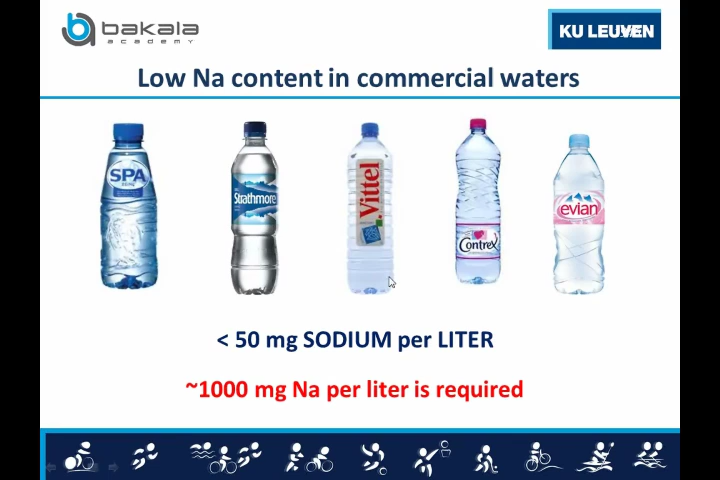 bakala
academy
KU LEUVEN
Low Na content in commercial waters
SPA
Strathmore
Vittel
Contrex
evian
< 50 mg SODIUM per LITER
~1000 mg Na per liter is required